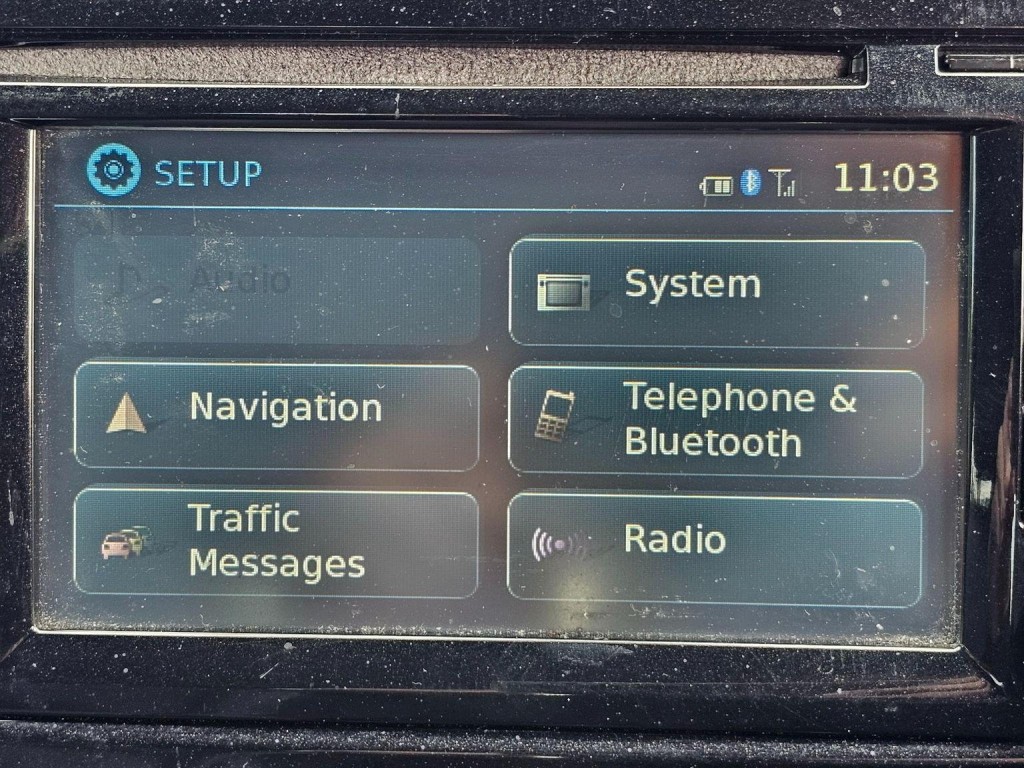 SETUP
11:03
Audio
System
Navigation
Telephone &
Bluetooth
Traffic
Messages
Radio